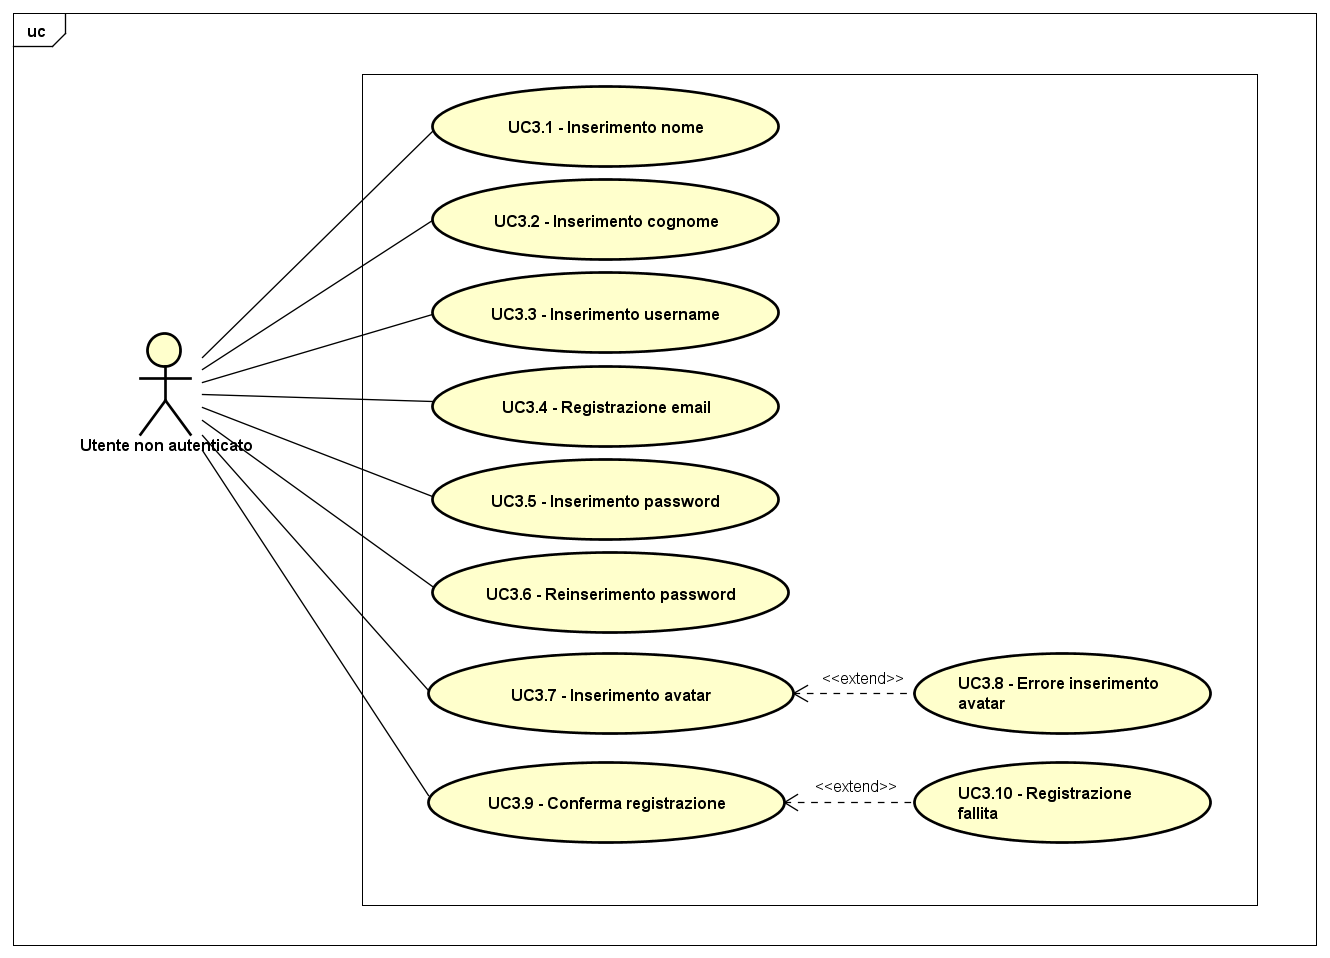 uc
UC3.1 - Inserimento nome
UC3.2 - Inserimento cognome
UC3.3 - Inserimento username
UC3.4 - Registrazione email
Utente non autenticato
UC3.5 - Inserimento password
UC3.6 - Reinserimento password
UC3.7 - Inserimento avatar
<<extend>>
UC3.8 - Errore inserimento
avatar
UC3.9 - Conferma registrazione
<<extend>>
UC3.10 - Registrazione
fallita